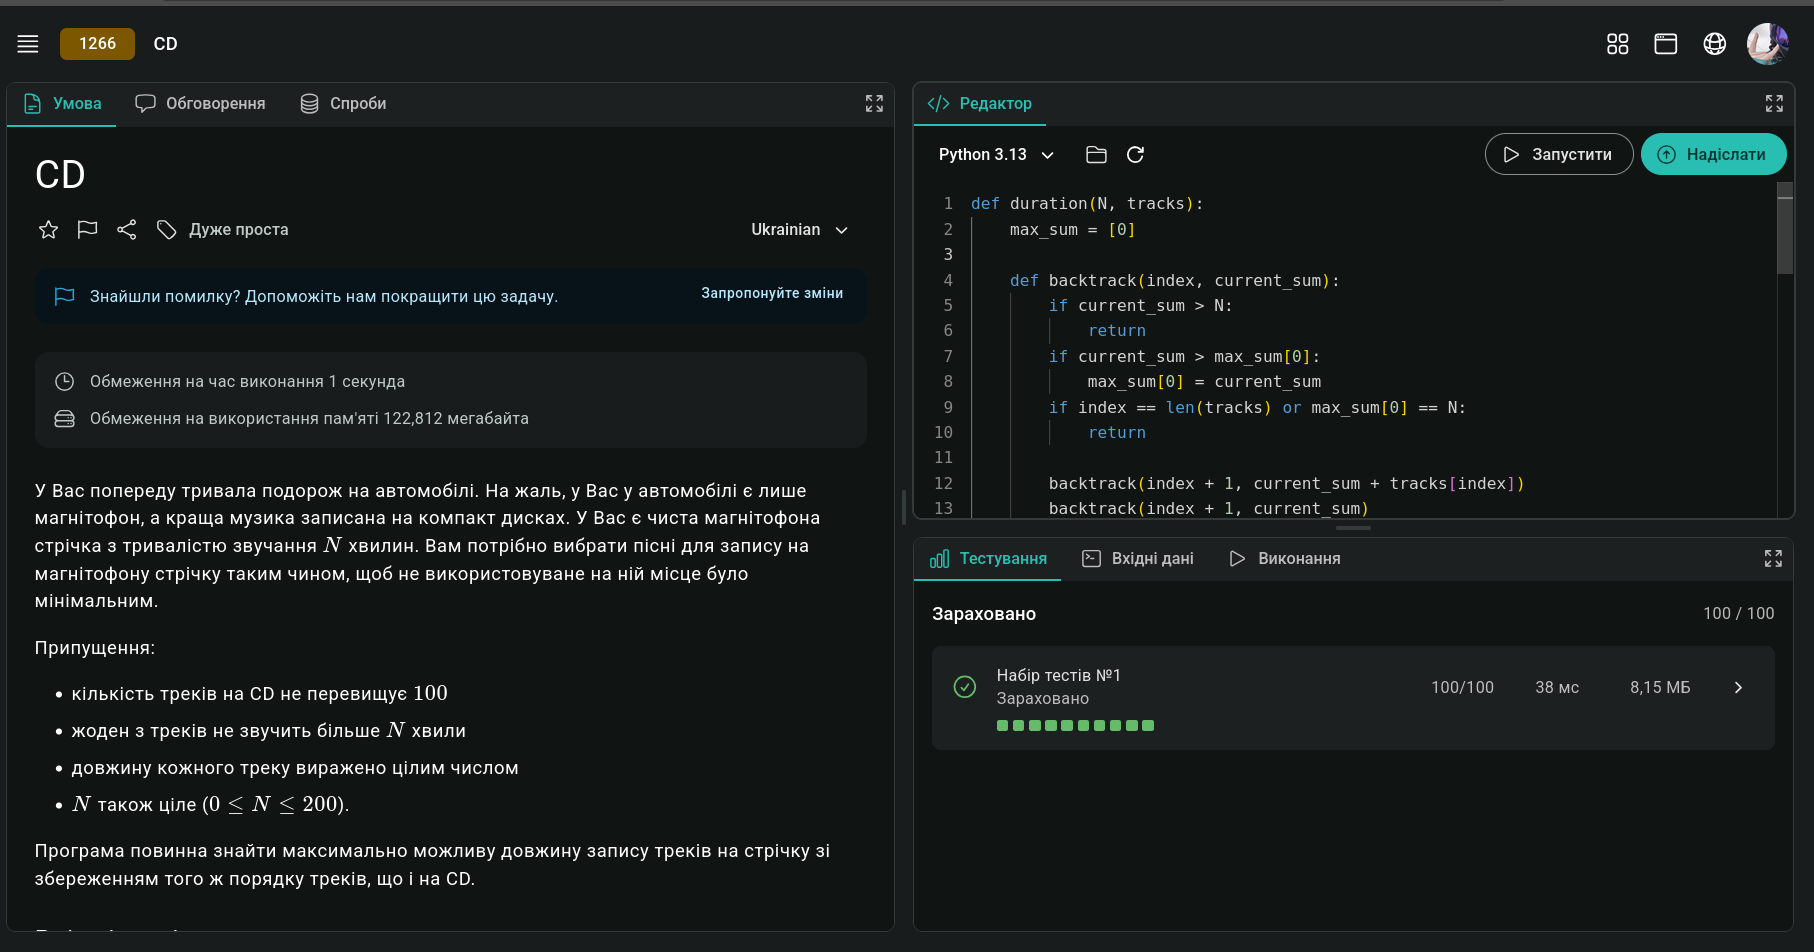 1266 CD
Умова Обговорення Спроби
CD
Дуже проста Ukrainian
Знайшли помилку? Допоможіть нам покращити цю задачу. Запропонуйте зміни
Обмеження на час виконання 1 секунда
Обмеження на використання пам'яті 122,812 мегабайта
У Вас попереду тривала подорож на автомобілі. На жаль, у Вас у автомобілі є лише
магнітофон, а краща музика записана на компакт дисках. У Вас є чиста магнітофона
стрічка з тривалістю звучання N хвилин. Вам потрібно вибрати пісні для запису на
магнітофону стрічку таким чином, щоб не використовуване на ній місце було
мінімальним.
Припущення:
• кількість треків на CD не перевищує 100
• жоден з треків не звучить більше N хвили
• довжину кожного треку виражено цілим числом
• N також ціле (0 ≤ N ≤ 200).
Програма повинна знайти максимально можливу довжину запису треків на стрічку зі
збереженням того ж порядку треків, що і на CD.
Редактор
Python 3.13 Запустити Надіслати
1 def duration(N, tracks):
2     max_sum = [0]
3
4     def backtrack(index, current_sum):
5         if current_sum > N:
6             return
7         if current_sum > max_sum[0]:
8             max_sum[0] = current_sum
9         if index == len(tracks) or max_sum[0] == N:
10             return
11
12         backtrack(index + 1, current_sum + tracks[index])
13         backtrack(index + 1, current_sum)
Тестування Вхідні дані Виконання
Зараховано 100 / 100
Набір тестів №1
Зараховано
100/100 38 мс 8,15 МБ